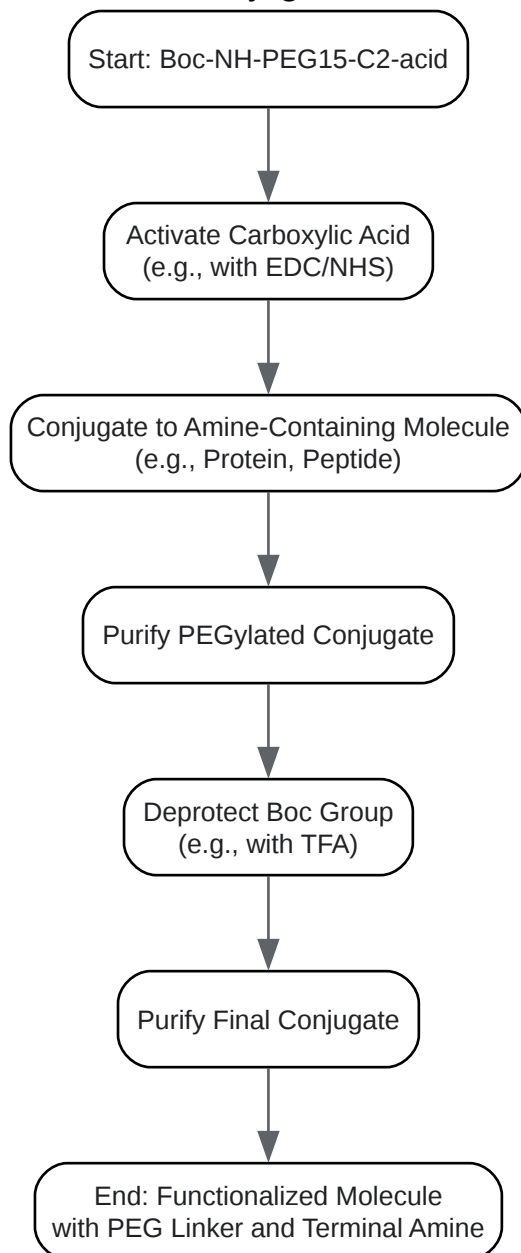 Start: Boc-NH-PEG15-C2-acid
Activate Carboxylic Acid
(e.g., with EDC/NHS)
Conjugate to Amine-Containing Molecule
(e.g., Protein, Peptide)
Purify PEGylated Conjugate
Deprotect Boc Group
(e.g., with TFA)
Purify Final Conjugate
End: Functionalized Molecule
with PEG Linker and Terminal Amine